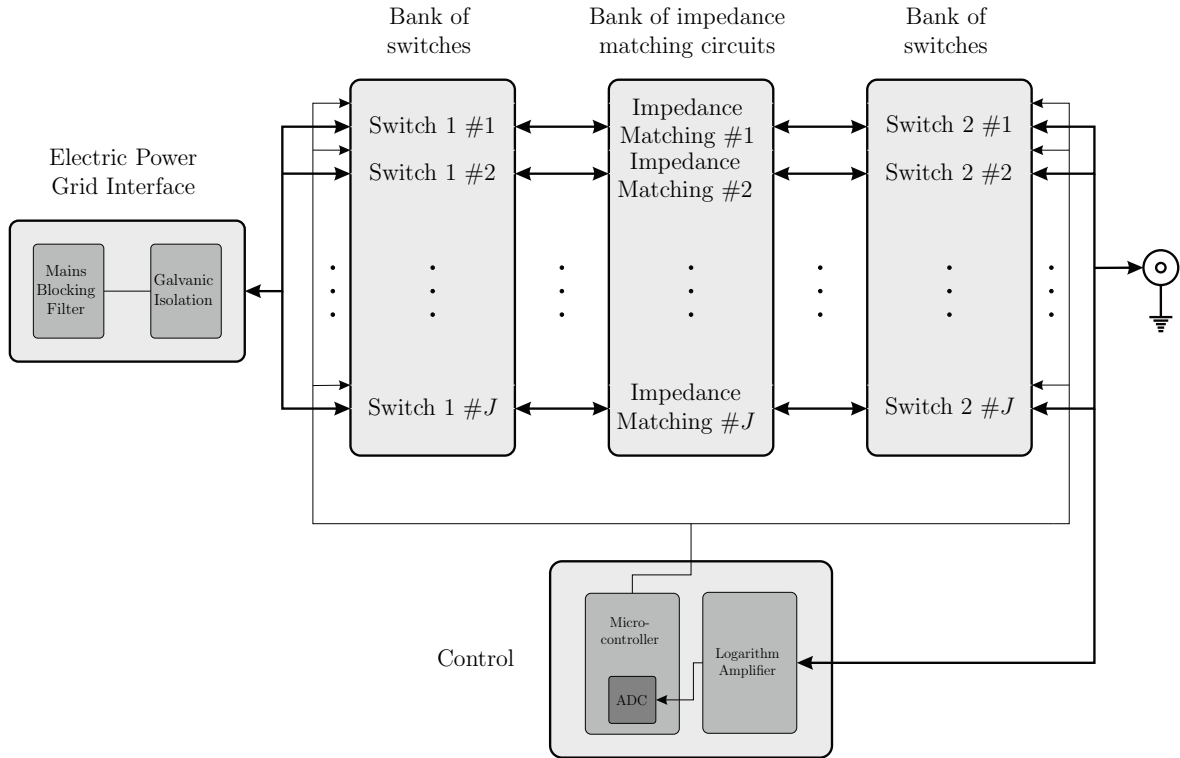 Bank of
switches
Bank of impedance
matching circuits
Bank of
switches
Electric Power
Grid Interface
Mains
Blocking
Filter
Galvanic
Isolation
Switch 1 #1
Switch 1 #2
Switch 1 #J
Impedance
Matching #1
Impedance
Matching #2
Impedance
Matching #J
Switch 2 #1
Switch 2 #2
Switch 2 #J
Control
Micro-
controller
ADC
Logarithm
Amplifier